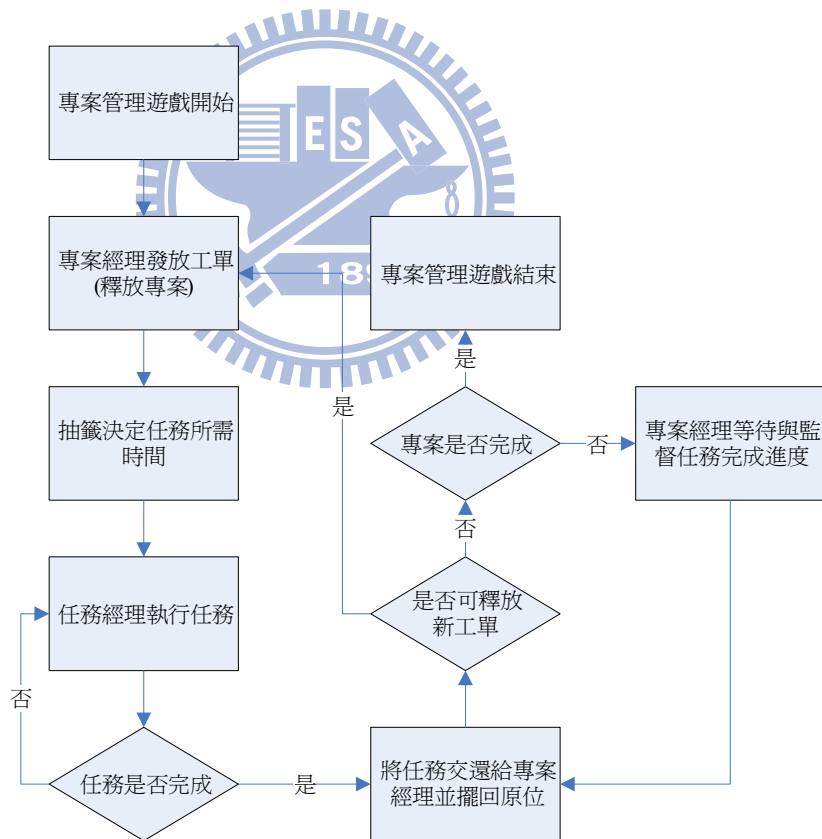 專案管理遊戲開始
E S A
專案經理發放工單
(釋放專案)
189
專案管理遊戲結束
是
是
抽籤決定任務所需
時間
專案是否完成
否
專案經理等待與監
督任務完成進度
否
任務經理執行任務
是否可釋放
新工單
否
任務是否完成
是
將任務交還給專案
經理並擺回原位